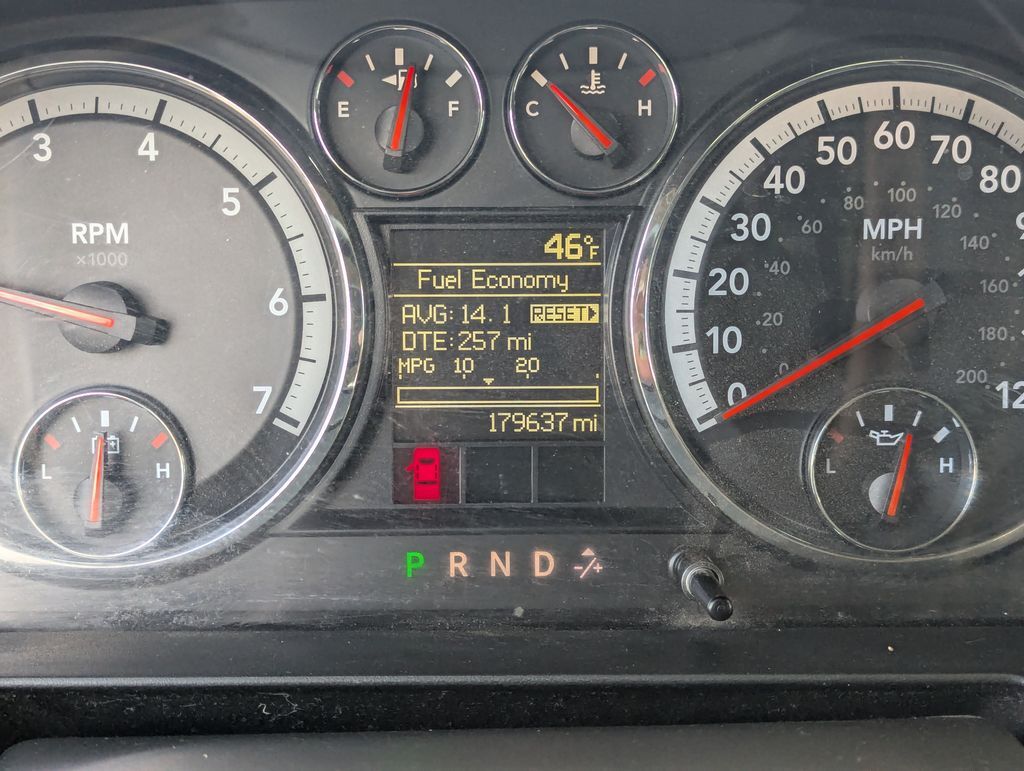 E F
C H
3 4 5 6 7
RPM
×1000
L H
46°F
Fuel Economy
AVG: 14.1 RESET
DTE: 257 mi
MPG 10 20
179637 mi
P R N D -/+
0 10 20 30 40 50 60 70 80
MPH
km/h
0 20 40 60 80 100 120 140 160 180 200
L H